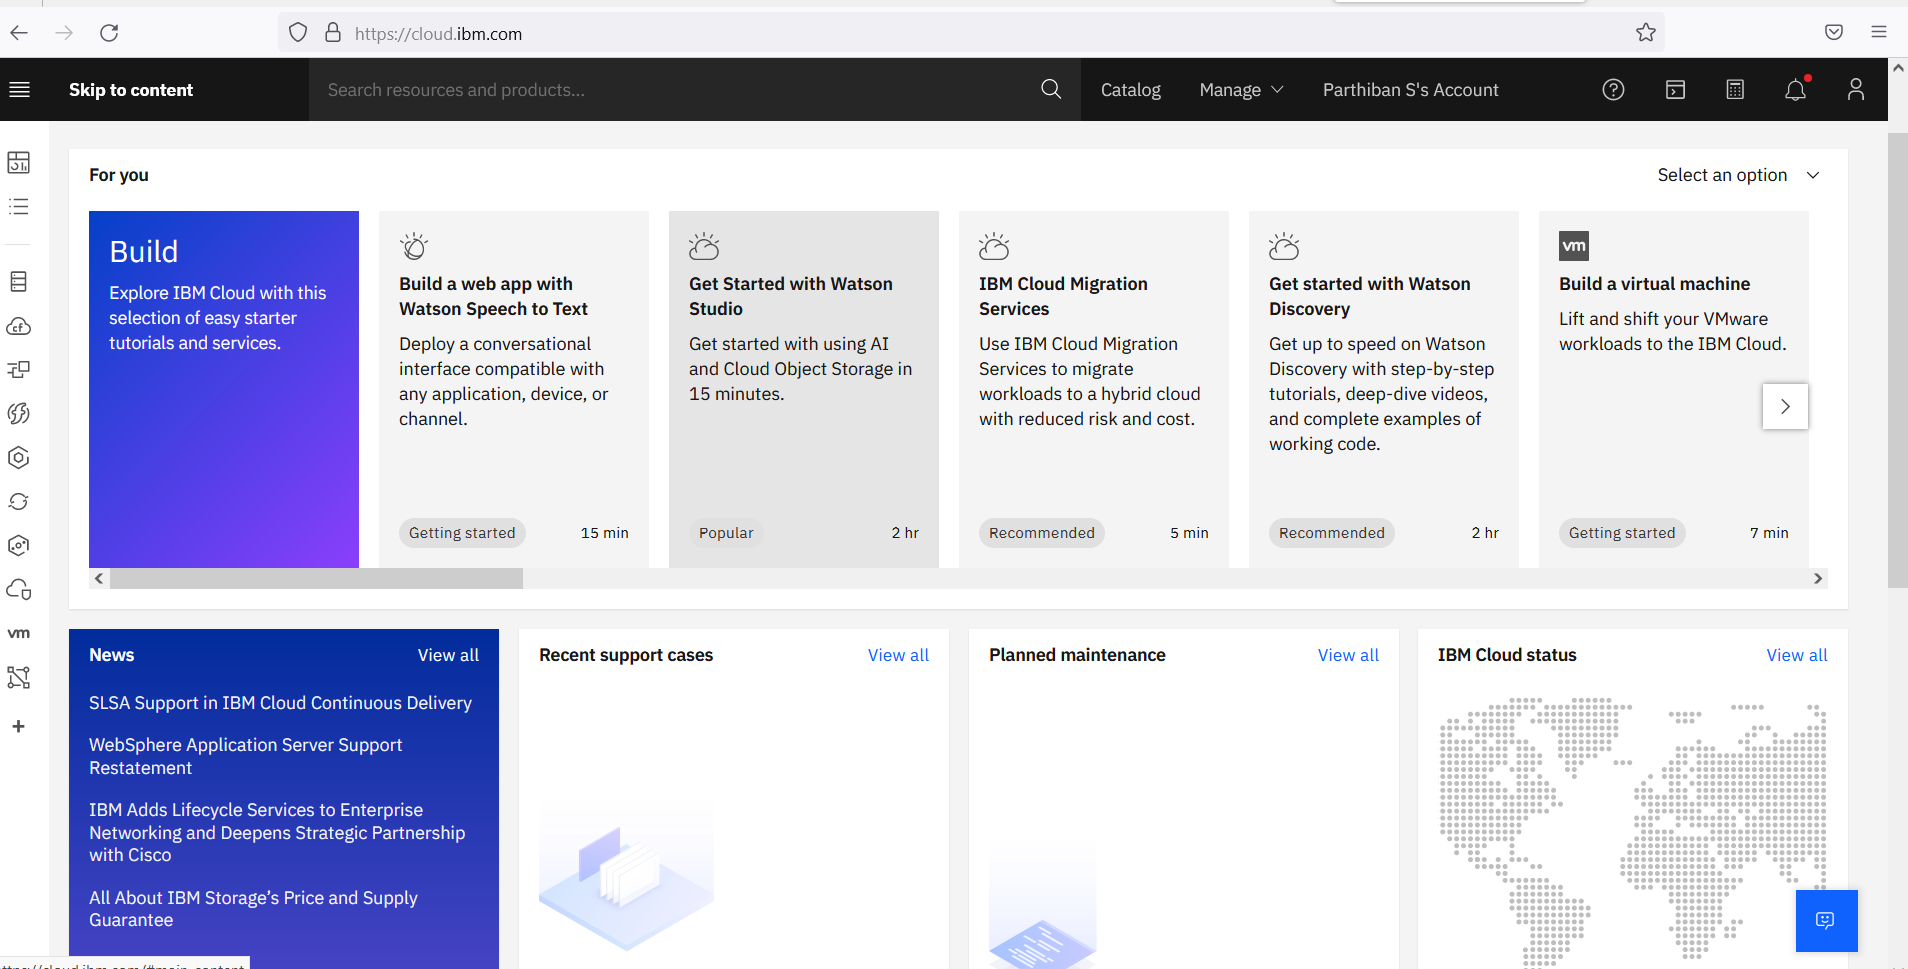 https://cloud.ibm.com
Skip to content
Search resources and products...
Catalog
Manage
Parthiban S's Account
For you
Select an option
Build
Explore IBM Cloud with this
selection of easy starter
tutorials and services.
Build a web app with
Watson Speech to Text
Deploy a conversational
interface compatible with
any application, device, or
channel.
Getting started
15 min
Get Started with Watson
Studio
Get started with using AI
and Cloud Object Storage in
15 minutes.
Popular
2 hr
IBM Cloud Migration
Services
Use IBM Cloud Migration
Services to migrate
workloads to a hybrid cloud
with reduced risk and cost.
Recommended
5 min
Get started with Watson
Discovery
Get up to speed on Watson
Discovery with step-by-step
tutorials, deep-dive videos,
and complete examples of
working code.
Recommended
2 hr
vm
Build a virtual machine
Lift and shift your VMware
workloads to the IBM Cloud.
Getting started
7 min
cf
vm
News
View all
SLSA Support in IBM Cloud Continuous Delivery
WebSphere Application Server Support
Restatement
IBM Adds Lifecycle Services to Enterprise
Networking and Deepens Strategic Partnership
with Cisco
All About IBM Storage’s Price and Supply
Guarantee
Recent support cases
View all
Planned maintenance
View all
IBM Cloud status
View all